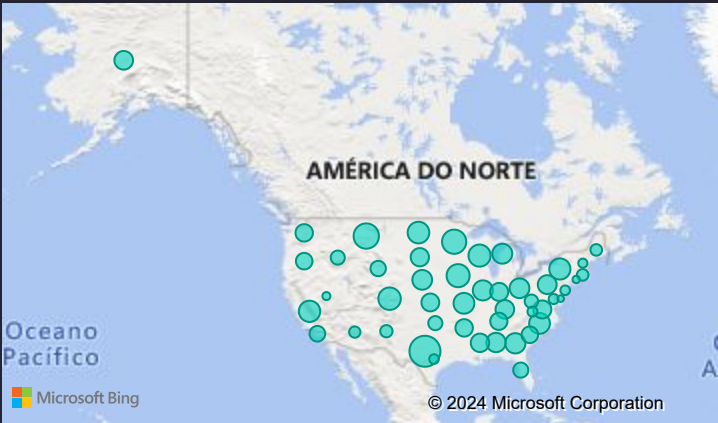 AMÉRICA DO NORTE
Oceano
Pacífico
Microsoft Bing
© 2024 Microsoft Corporation
A